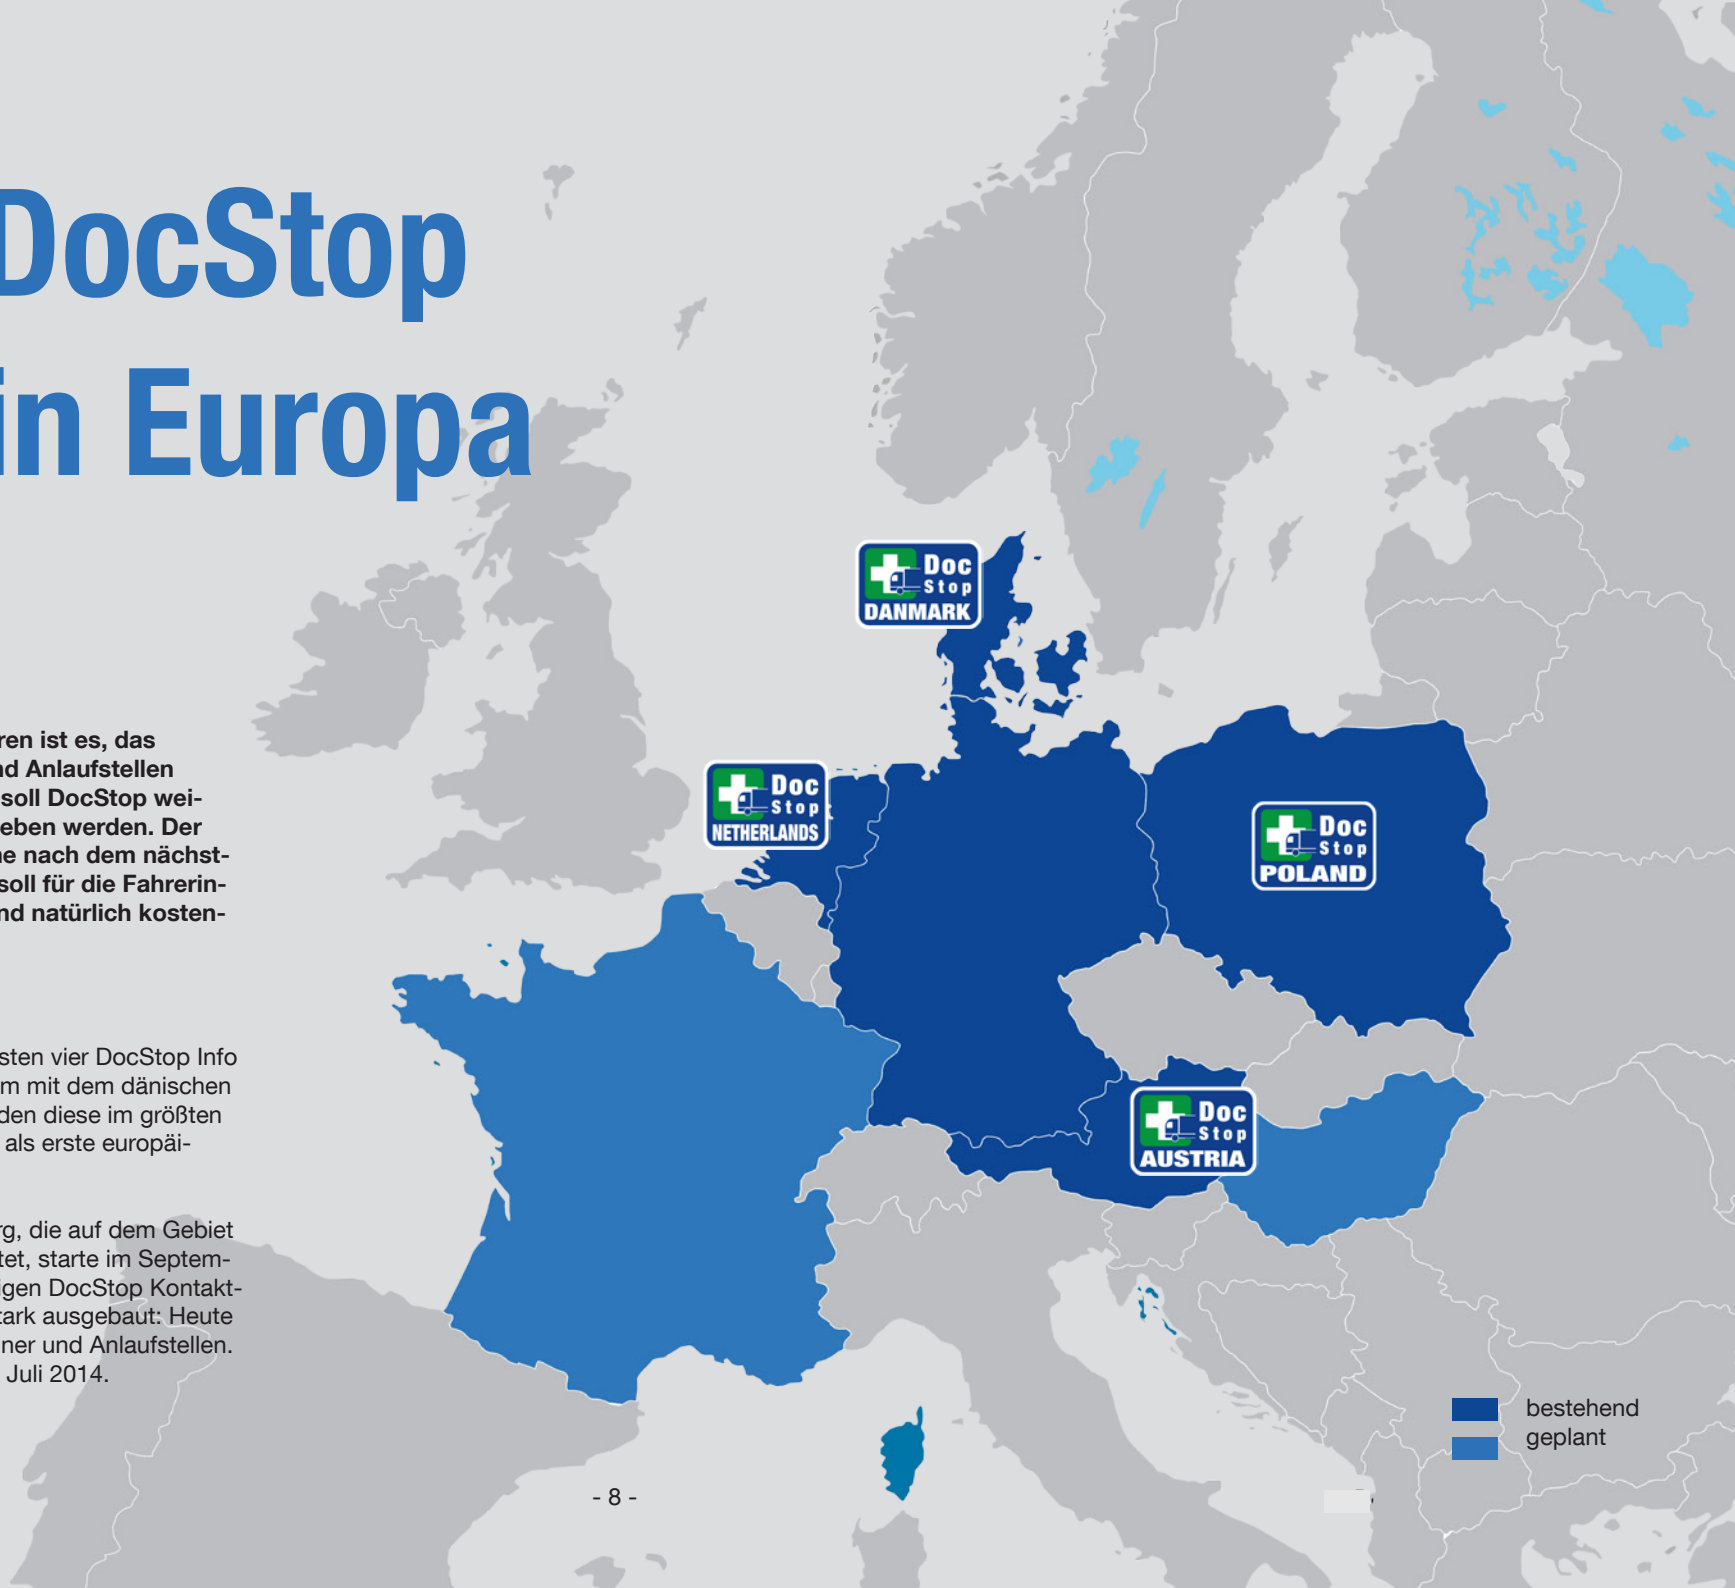 DocStop
in Europa
ren ist es, das
nd Anlaufstellen
soll DocStop wei-
eben werden. Der
ne nach dem nächst-
soll für die Fahrerin-
nd natürlich kosten-
sten vier DocStop Info
m mit dem dänischen
den diese im größten
als erste europäi-
rg, die auf dem Gebiet
tet, starte im Septem-
igen DocStop Kontakt-
tark ausgebaut: Heute
ner und Anlaufstellen.
Juli 2014.
Doc
Stop
DANMARK
Doc
Stop
NETHERLANDS
Doc
Stop
POLAND
Doc
Stop
AUSTRIA
bestehend
geplant
- 8 -